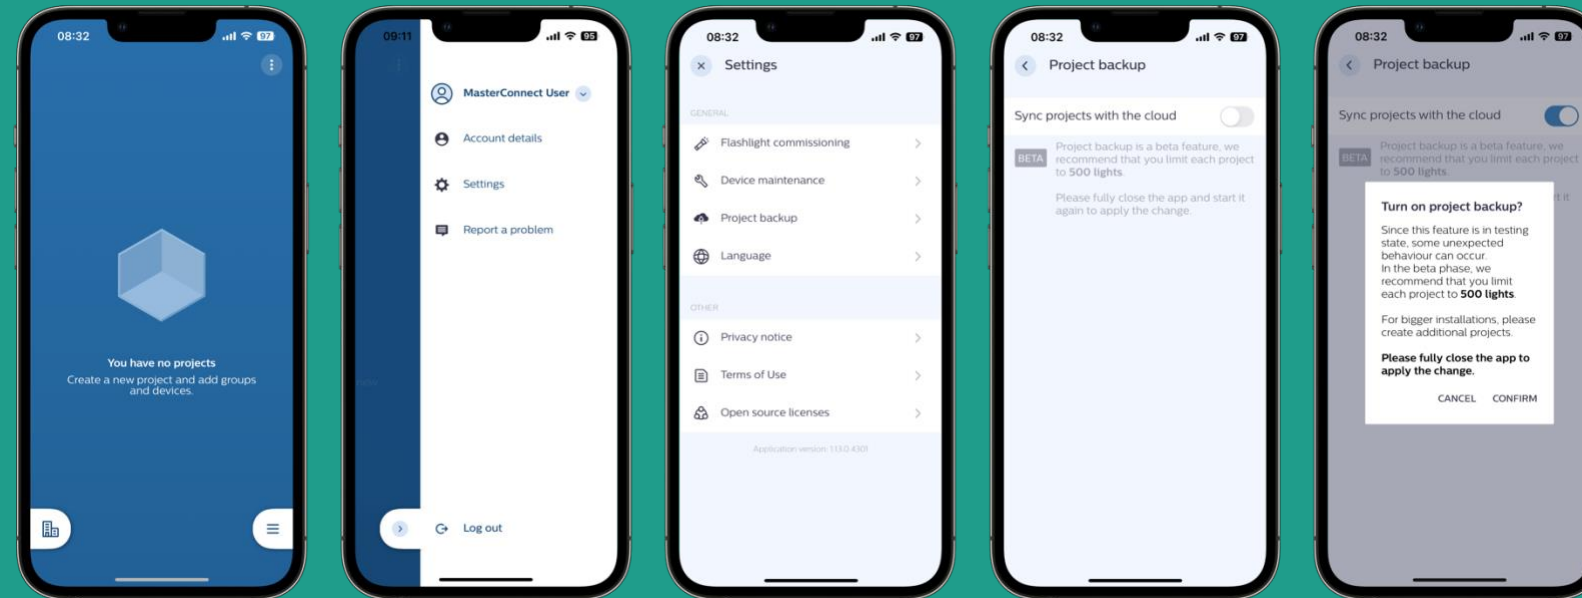 08:32
97
You have no projects
Create a new project and add groups
and devices.
09:11
95
MasterConnect User
Account details
Settings
Report a problem
Log out
08:32
97
Settings
GENERAL
Flashlight commissioning
Device maintenance
Project backup
Language
OTHER
Privacy notice
Terms of Use
Open source licenses
Application version: 1.13.0.4301
08:32
97
Project backup
Sync projects with the cloud
BETA
Project backup is a beta feature, we
recommend that you limit each project
to 500 lights.
Please fully close the app and start it
again to apply the change.
08:32
97
Project backup
Sync projects with the cloud
BETA
Project backup is a beta feature, we
recommend that you limit each project
to 500 lights.
Turn on project backup?
Since this feature is in testing
state, some unexpected
behaviour can occur.
In the beta phase, we
recommend that you limit
each project to 500 lights.
For bigger installations, please
create additional projects.
Please fully close the app to
apply the change.
CANCEL CONFIRM